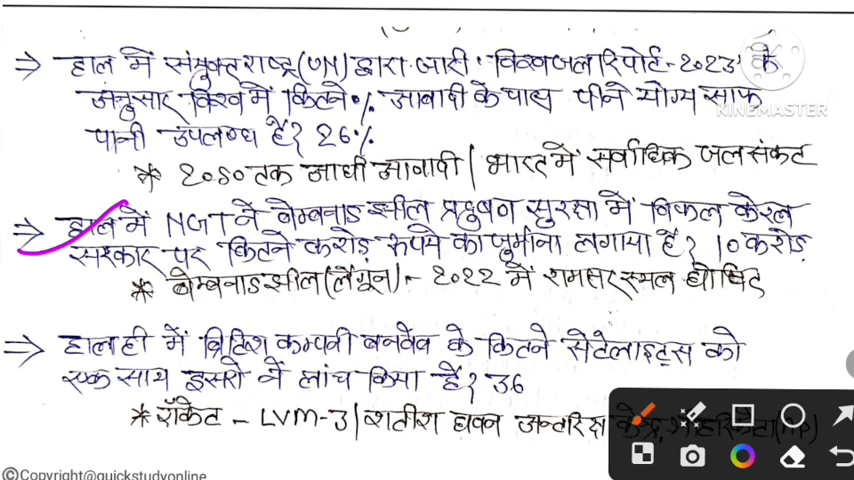 ⇒ हाल में संयुक्त राष्ट्र (UN) द्वारा जारी 'विश्व जल रिपोर्ट-2023' के
अनुसार विश्व में कितने % आबादी के पास पीने योग्य साफ
पानी उपलब्ध है? 26%
* 2050 तक आधी आबादी | भारत में सर्वाधिक जल संकट
⇒ हाल में NGT ने वेम्बनाड झील प्रदुषण सुरक्षा में विफल केरल
सरकार पर कितने करोड़ रूपये का जुर्माना लगाया है? 10 करोड़
* वेम्बनाड झील (लैगून) - 2022 में रामसर स्थल घोषित
⇒ हाल ही में ब्रिटिश कम्पनी वनवेव के कितने सेटेलाइट्स को
एक साथ इसरो ने लांच किया है? 36
* रॉकेट - LVM-3 | सतीश धवन अन्तरिक्ष केन्द्र, (AP)
KINEMASTER
©Copyright@quickstudyonline